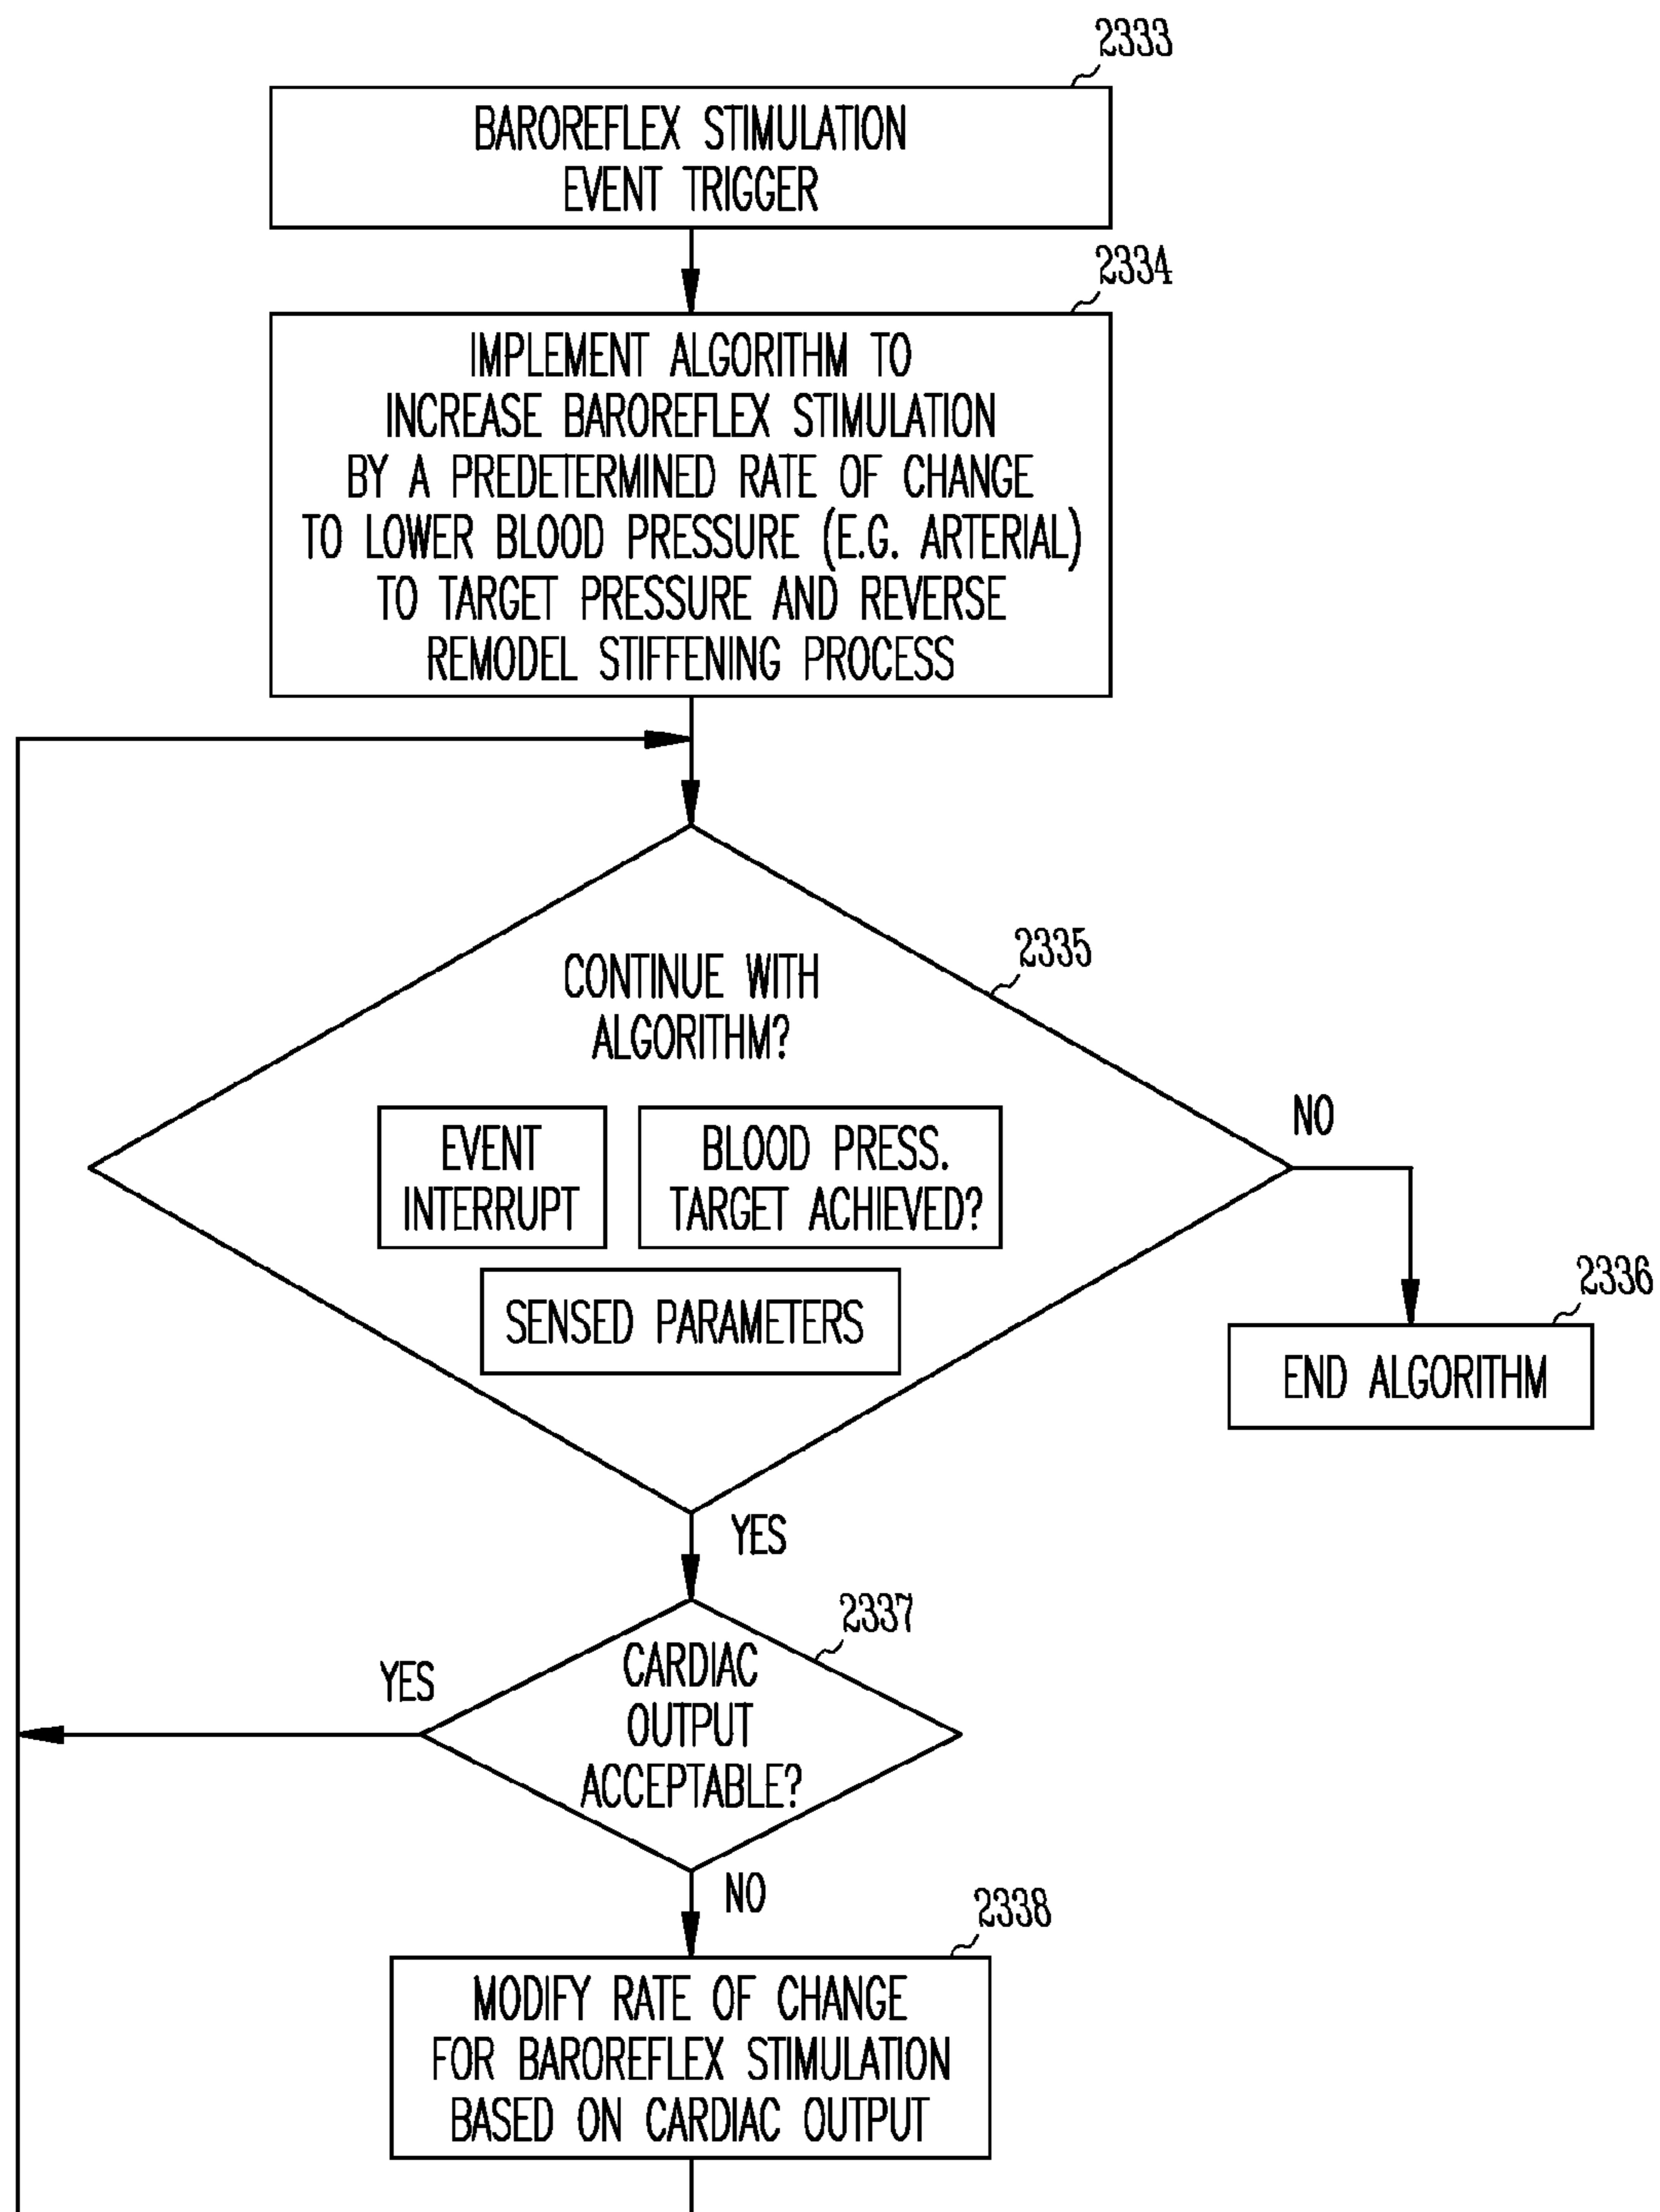 2333
BAROREFLEX STIMULATION
EVENT TRIGGER
2334
IMPLEMENT ALGORITHM TO
INCREASE BAROREFLEX STIMULATION
BY A PREDETERMINED RATE OF CHANGE
TO LOWER BLOOD PRESSURE (E.G. ARTERIAL)
TO TARGET PRESSURE AND REVERSE
REMODEL STIFFENING PROCESS
2335
CONTINUE WITH
ALGORITHM?
NO
EVENT
INTERRUPT
BLOOD PRESS.
TARGET ACHIEVED?
SENSED PARAMETERS
2336
END ALGORITHM
YES
2337
CARDIAC
OUTPUT
ACCEPTABLE?
YES
NO
2338
MODIFY RATE OF CHANGE
FOR BAROREFLEX STIMULATION
BASED ON CARDIAC OUTPUT